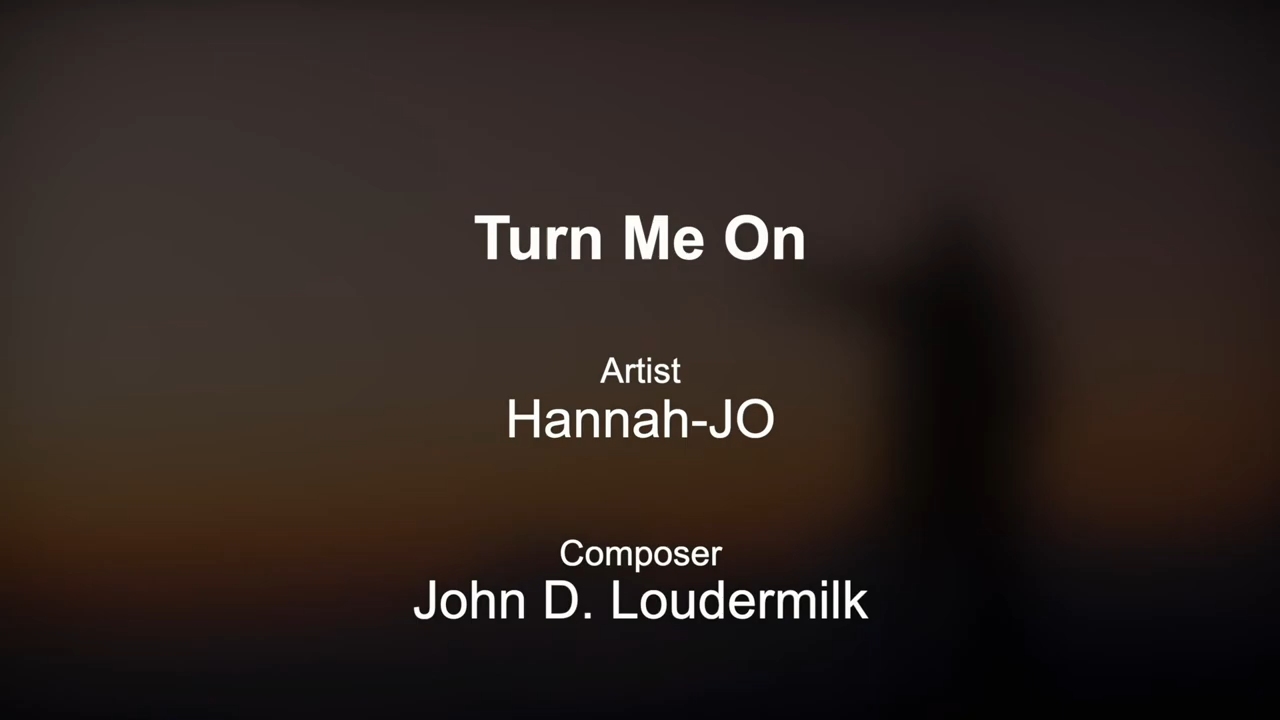 Turn Me On
Artist
Hannah-JO
Composer
John D. Loudermilk